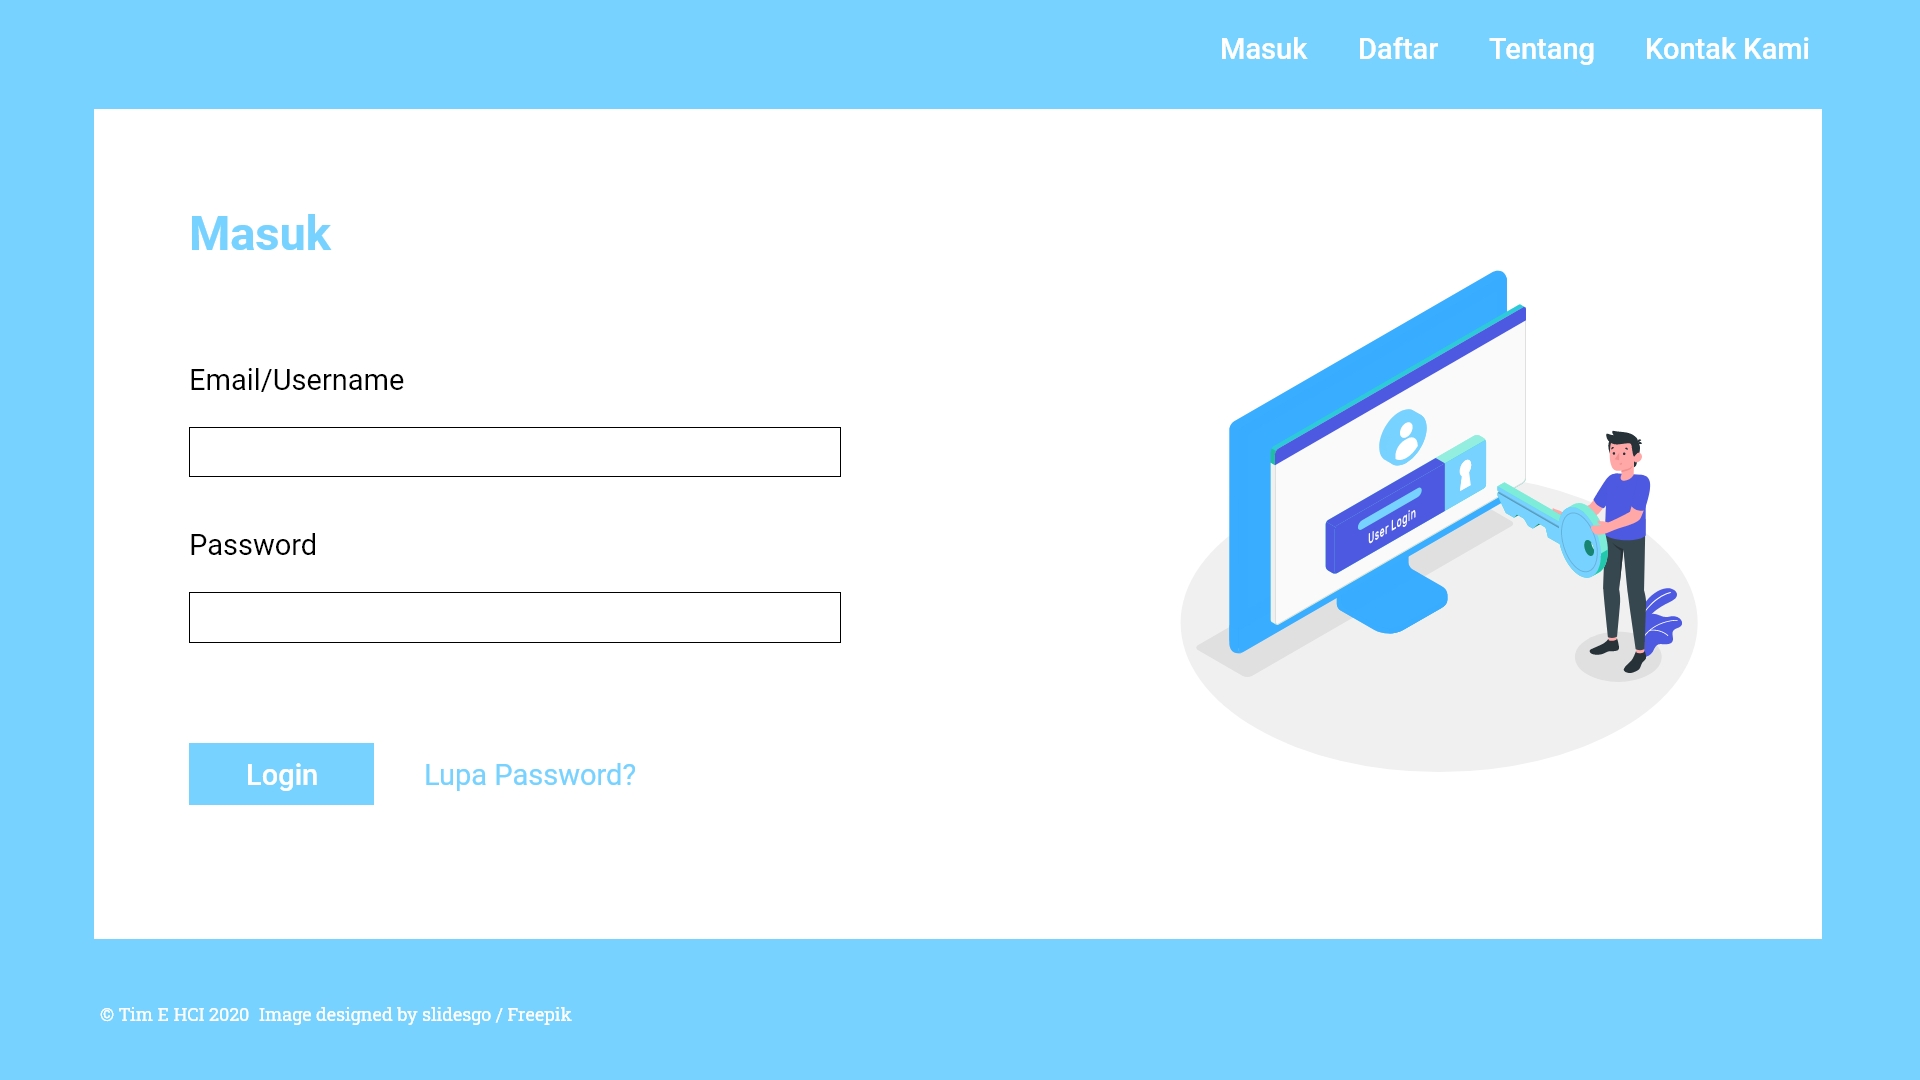 Masuk Daftar Tentang Kontak Kami
Masuk
Email/Username
Password
User Login
Login Lupa Password?
© Tim E HCI 2020 Image designed by slidesgo / Freepik